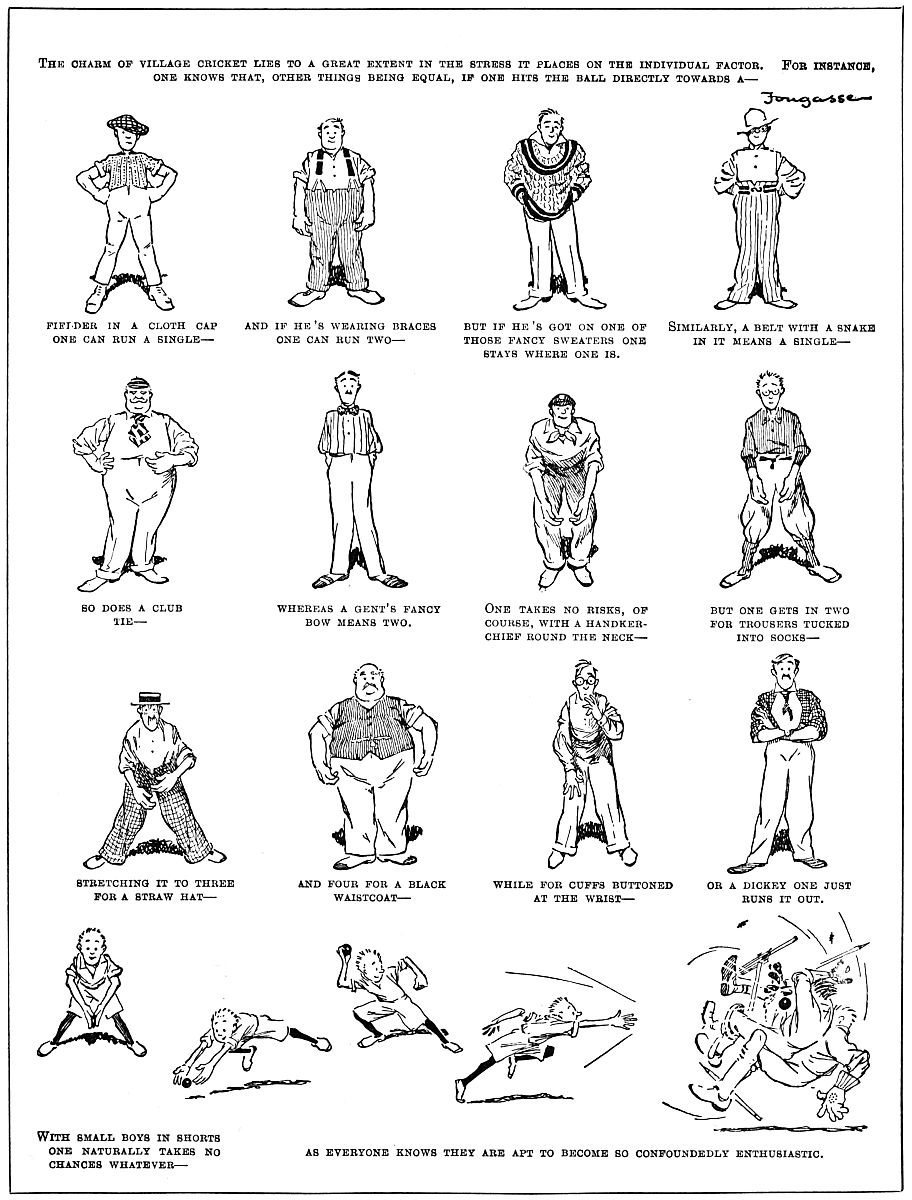 THE CHARM OF VILLAGE CRICKET LIES TO A GREAT EXTENT IN THE STRESS IT PLACES ON THE INDIVIDUAL FACTOR. FOR INSTANCE,
ONE KNOWS THAT, OTHER THINGS BEING EQUAL, IF ONE HITS THE BALL DIRECTLY TOWARDS A—
Fougasse
FIELDER IN A CLOTH CAP
ONE CAN RUN A SINGLE—
AND IF HE'S WEARING BRACES
ONE CAN RUN TWO—
BUT IF HE'S GOT ON ONE OF
THOSE FANCY SWEATERS ONE
STAYS WHERE ONE IS.
SIMILARLY, A BELT WITH A SNAKE
IN IT MEANS A SINGLE—
SO DOES A CLUB
TIE—
WHEREAS A GENT'S FANCY
BOW MEANS TWO.
ONE TAKES NO RISKS, OF
COURSE, WITH A HANDKER-
CHIEF ROUND THE NECK—
BUT ONE GETS IN TWO
FOR TROUSERS TUCKED
INTO SOCKS—
STRETCHING IT TO THREE
FOR A STRAW HAT—
AND FOUR FOR A BLACK
WAISTCOAT—
WHILE FOR CUFFS BUTTONED
AT THE WRIST—
OR A DICKEY ONE JUST
RUNS IT OUT.
WITH SMALL BOYS IN SHORTS
ONE NATURALLY TAKES NO
CHANCES WHATEVER—
AS EVERYONE KNOWS THEY ARE APT TO BECOME SO CONFOUNDEDLY ENTHUSIASTIC.